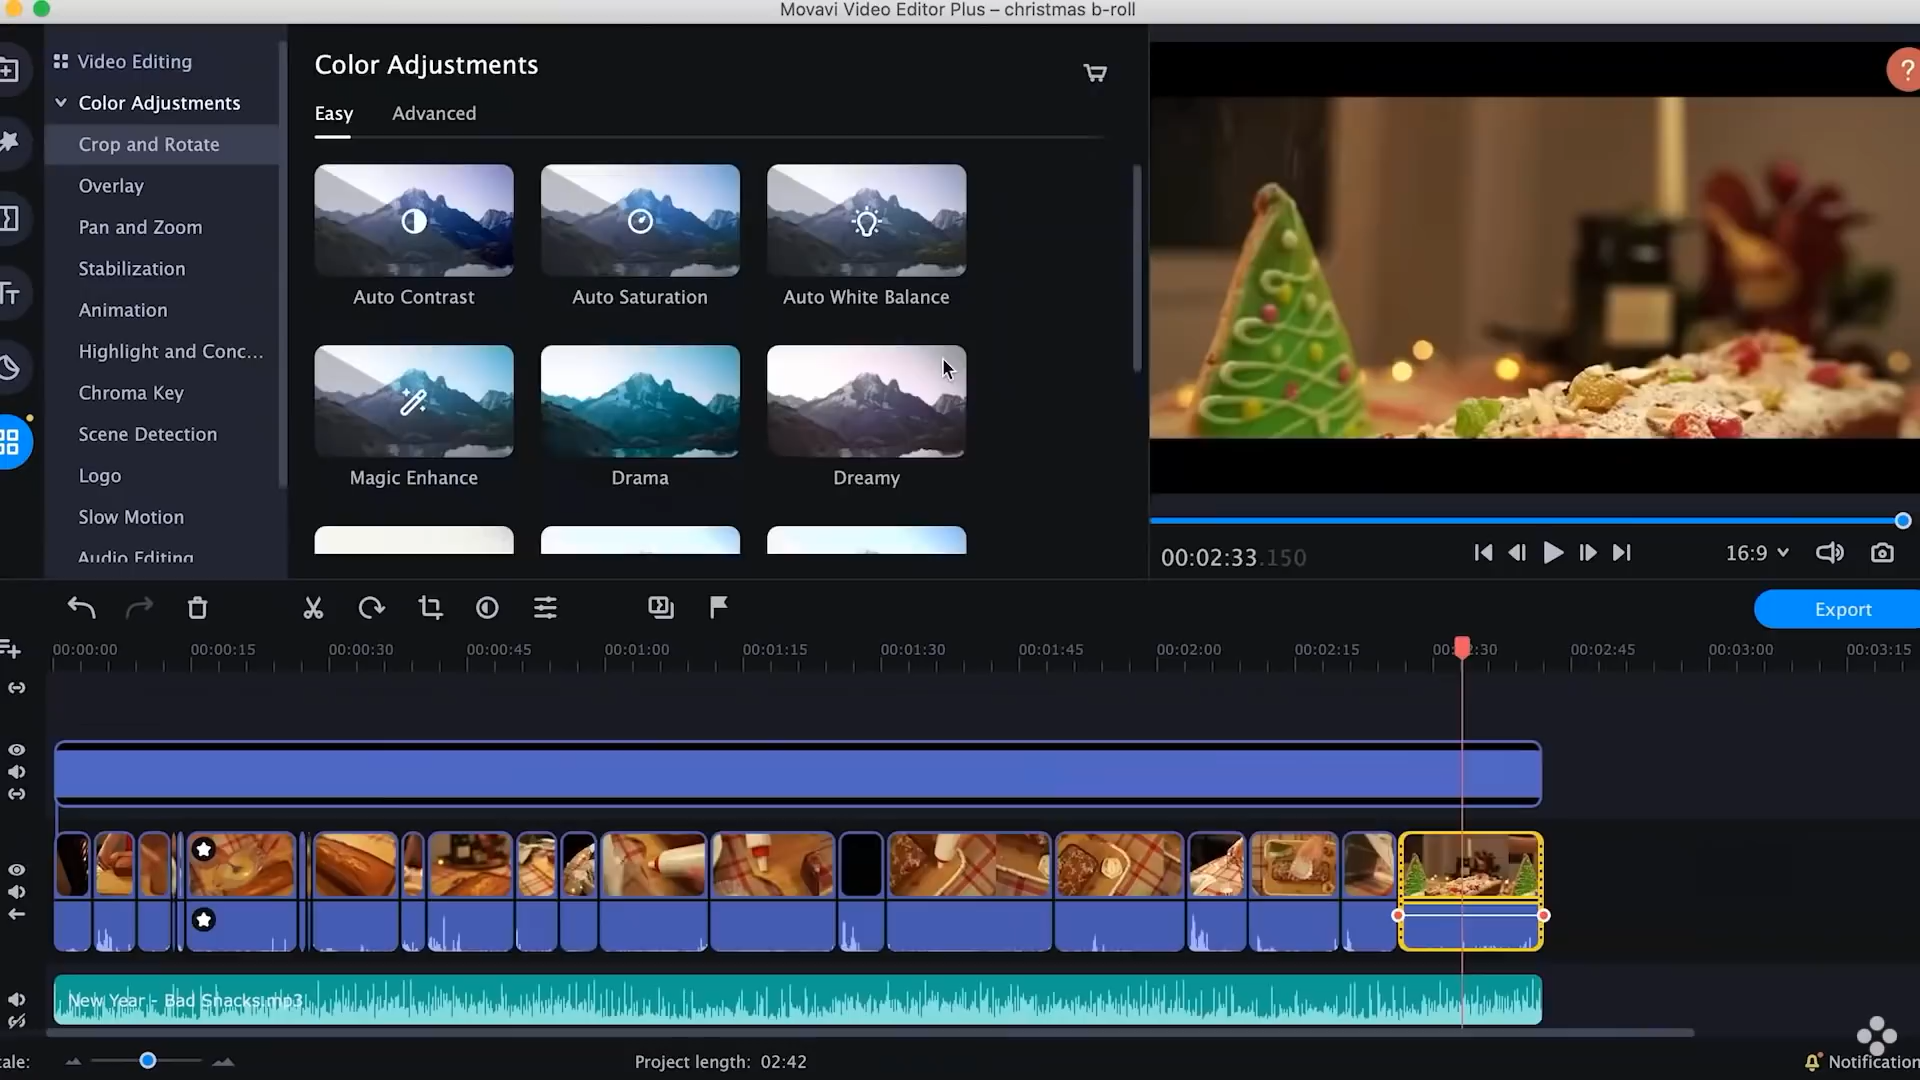 Movavi Video Editor Plus – christmas b-roll
Video Editing
Color Adjustments
Crop and Rotate
Overlay
Pan and Zoom
Stabilization
Animation
Highlight and Conc...
Chroma Key
Scene Detection
Logo
Slow Motion
Audio Editing
Color Adjustments
Easy
Advanced
Auto Contrast
Auto Saturation
Auto White Balance
Magic Enhance
Drama
Dreamy
?
00:02:33.150
16:9
Export
00:00:00
00:00:15
00:00:30
00:00:45
00:01:00
00:01:15
00:01:30
00:01:45
00:02:00
00:02:15
00:02:30
00:02:45
00:03:00
00:03:15
New Year - Bad Snacks.mp3
cale:
Project length: 02:42
Notification